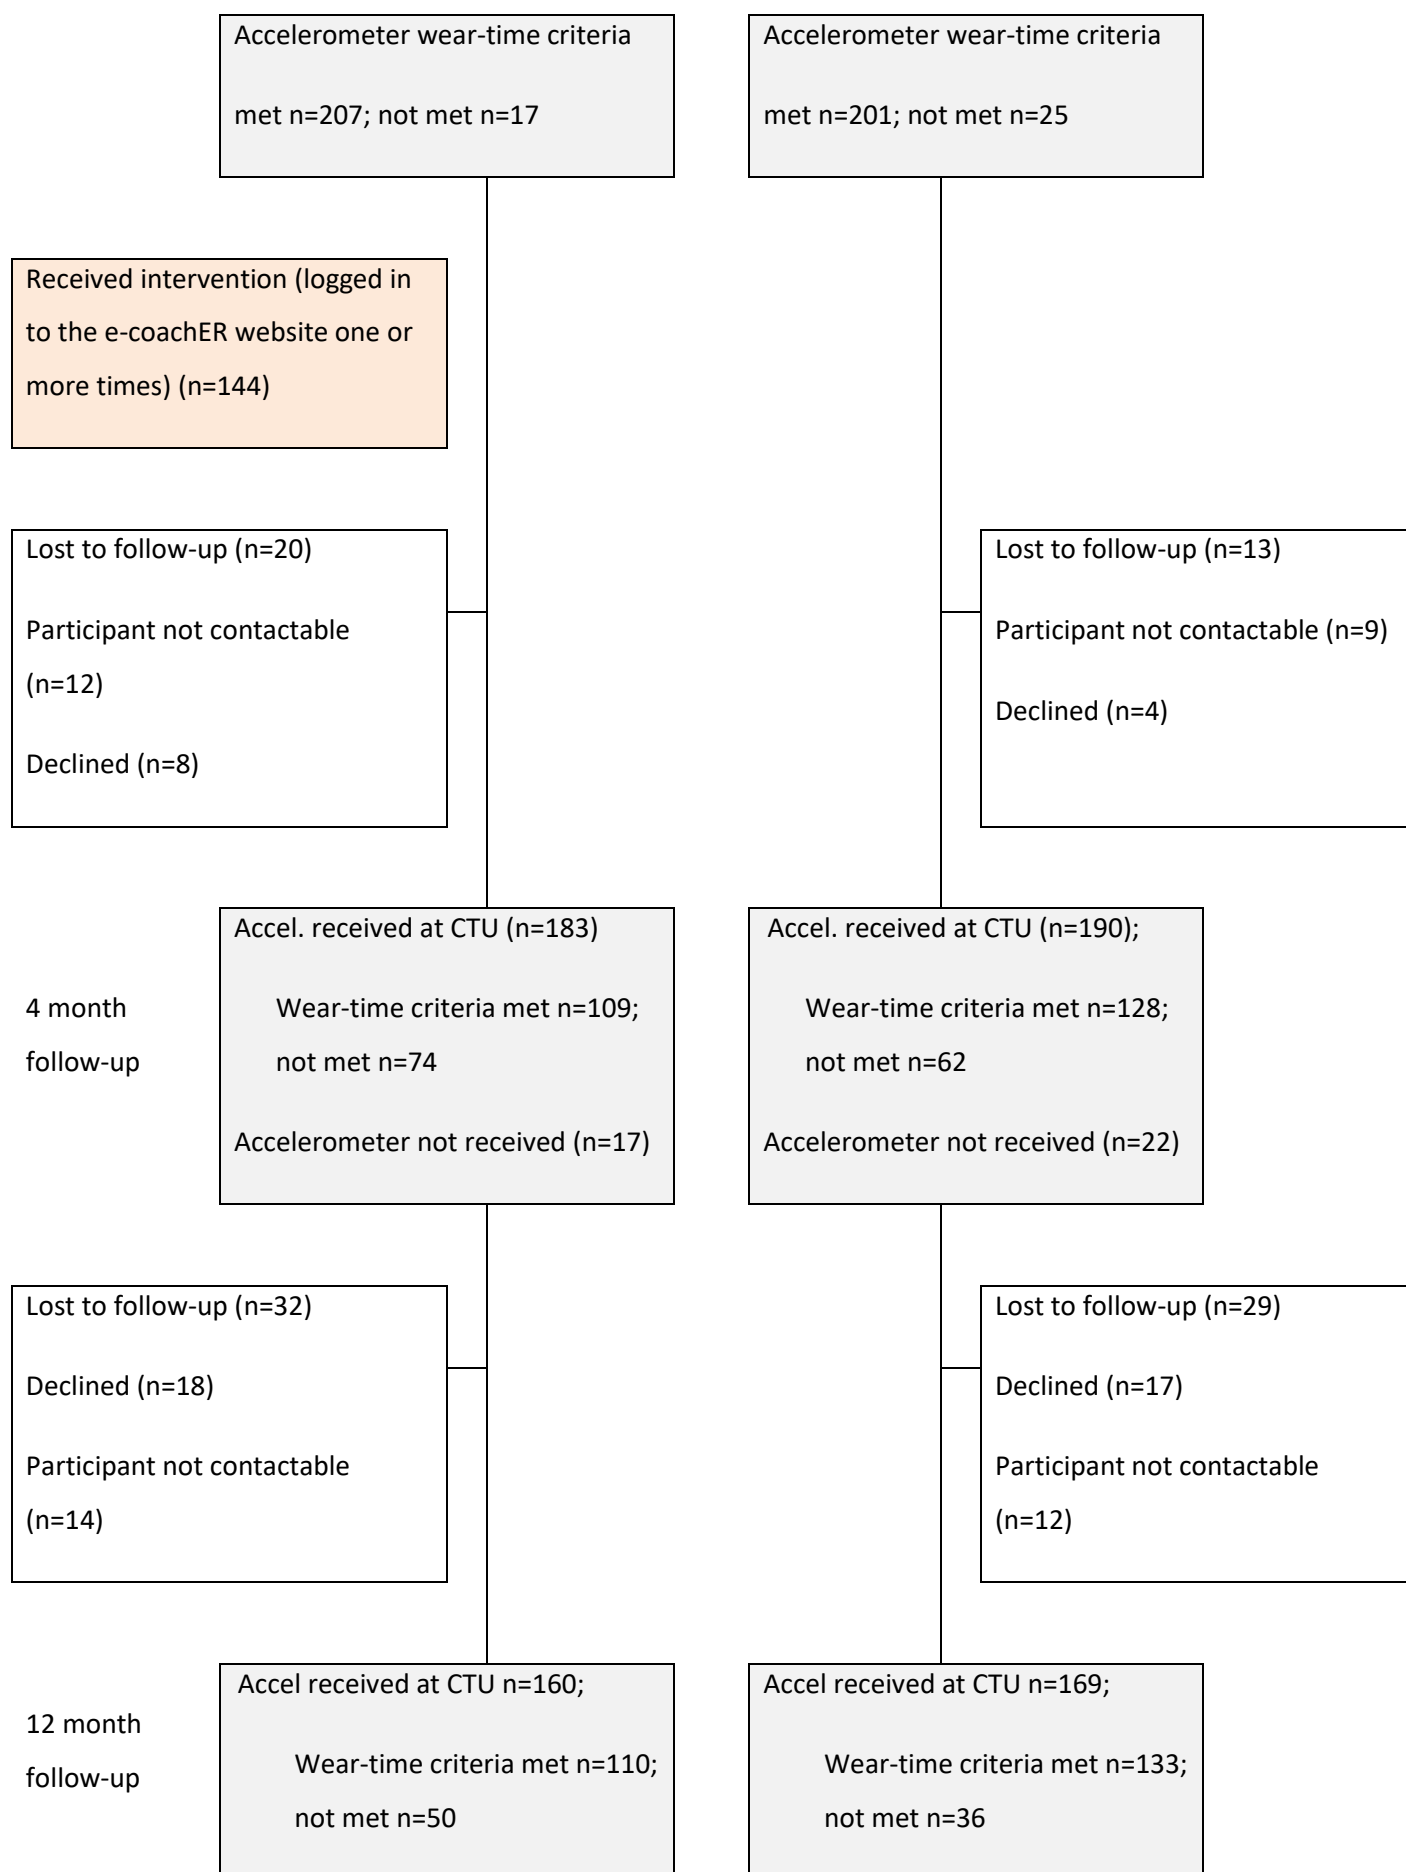 Accelerometer wear-time criteria
met n=207; not met n=17
Accelerometer wear-time criteria
met n=201; not met n=25
Received intervention (logged in
to the e-coachER website one or
more times) (n=144)
Lost to follow-up (n=20)
Participant not contactable
(n=12)
Declined (n=8)
Lost to follow-up (n=13)
Participant not contactable (n=9)
Declined (n=4)
4 month
follow-up
Accel. received at CTU (n=183)
Wear-time criteria met n=109;
not met n=74
Accelerometer not received (n=17)
Accel. received at CTU (n=190);
Wear-time criteria met n=128;
not met n=62
Accelerometer not received (n=22)
Lost to follow-up (n=32)
Declined (n=18)
Participant not contactable
(n=14)
Lost to follow-up (n=29)
Declined (n=17)
Participant not contactable
(n=12)
12 month
follow-up
Accel received at CTU n=160;
Wear-time criteria met n=110;
not met n=50
Accel received at CTU n=169;
Wear-time criteria met n=133;
not met n=36